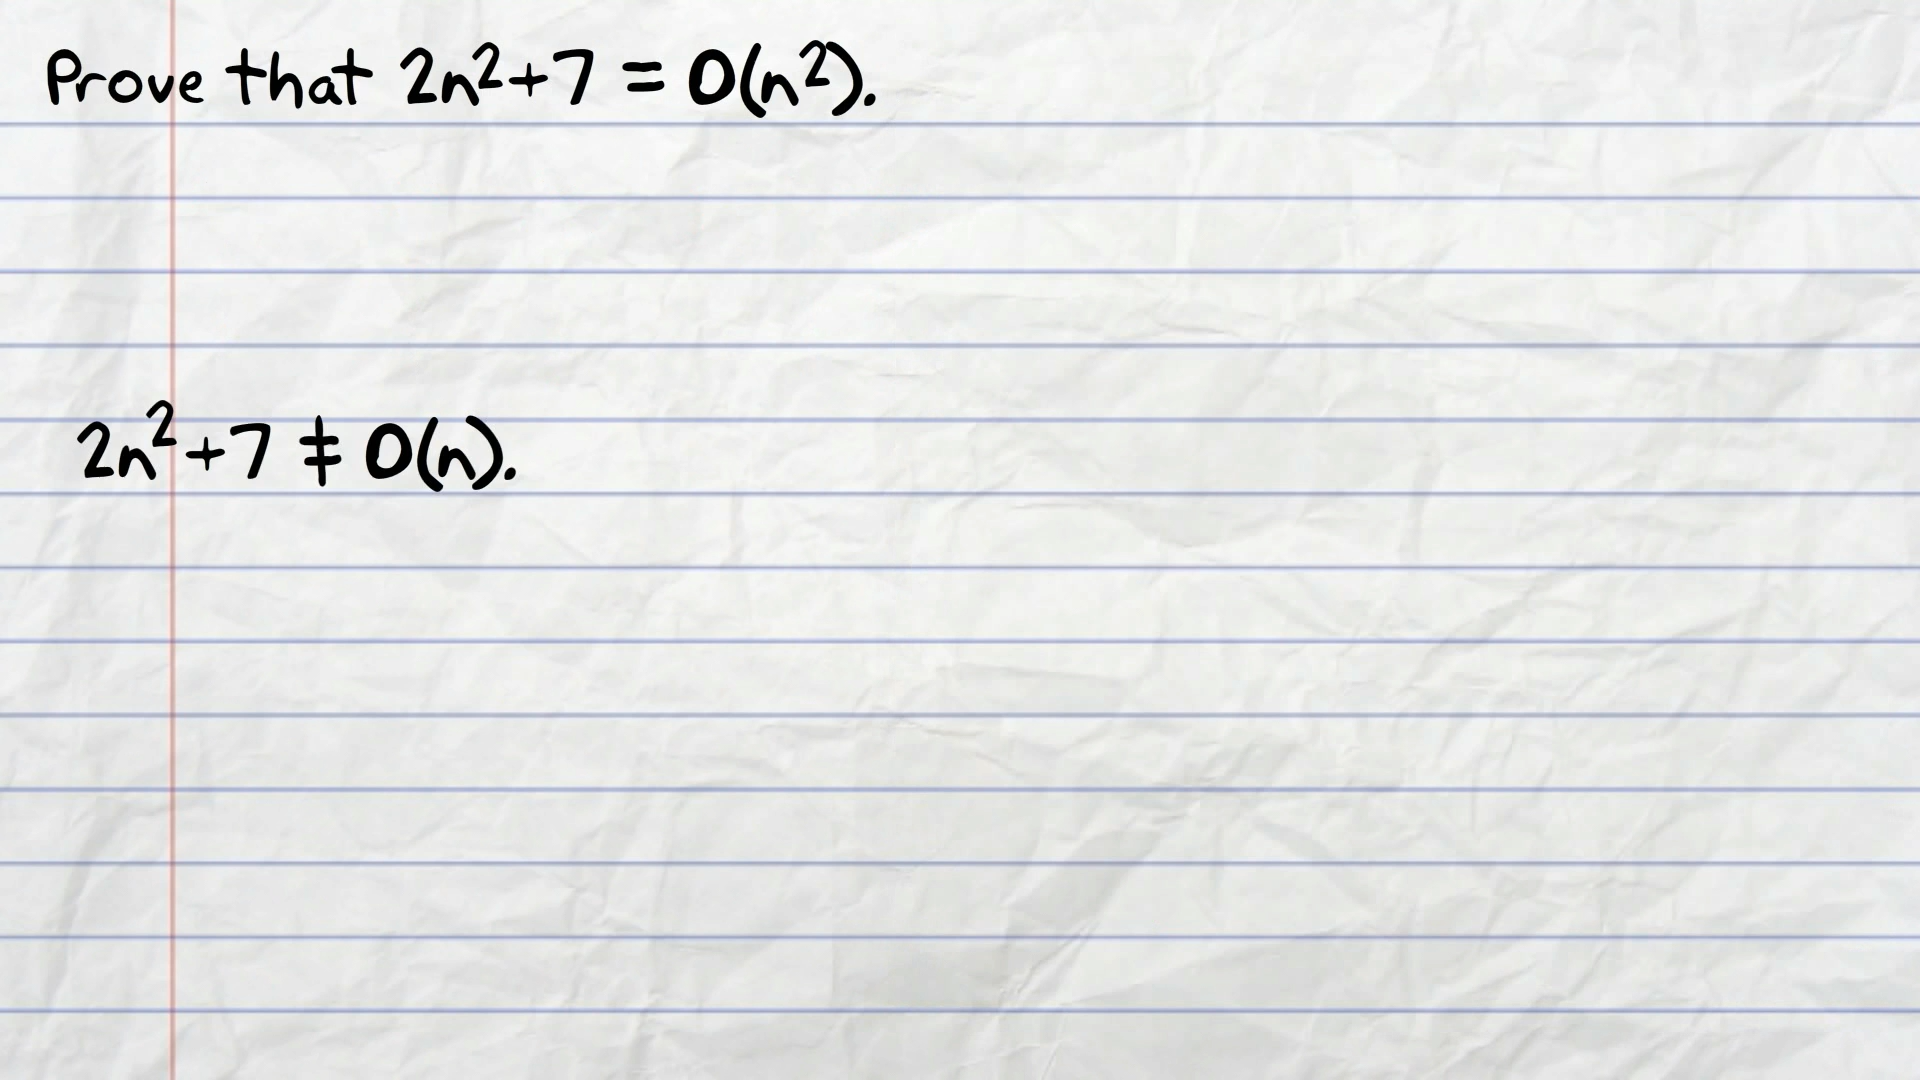 Prove that 2n²+7 = O(n²).
2n²+7 ≠ O(n).